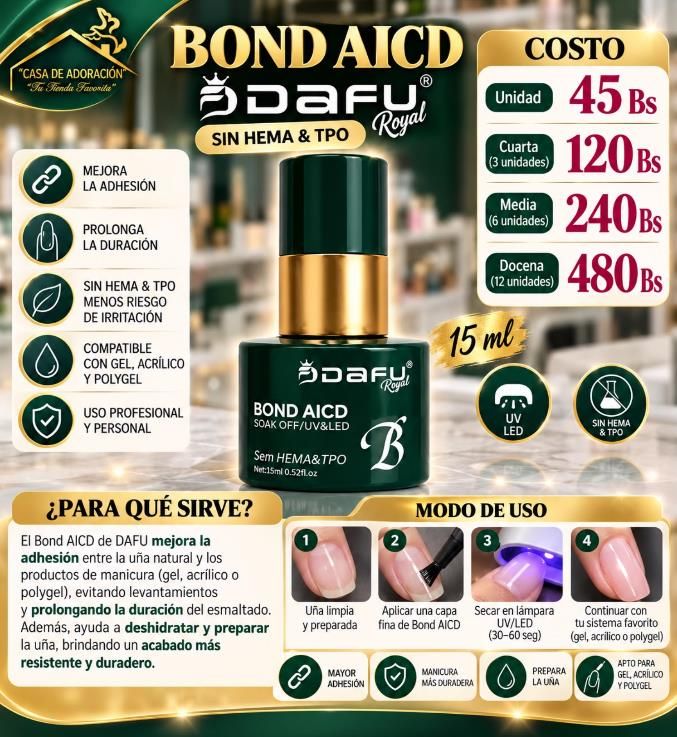 "CASA DE ADORACIÓN"
"Tu Tienda Favorita"
BOND AICD
DAFU®
Royal
SIN HEMA & TPO
COSTO
Unidad 45 Bs
Cuarta
(3 unidades)
120 Bs
Media
(6 unidades)
240 Bs
Docena
(12 unidades)
480 Bs
MEJORA
LA ADHESIÓN
PROLONGA
LA DURACIÓN
SIN HEMA & TPO
MENOS RIESGO
DE IRRITACIÓN
COMPATIBLE
CON GEL, ACRÍLICO
Y POLYGEL
USO PROFESIONAL
Y PERSONAL
DAFU®
Royal
BOND AICD
SOAK OFF/UV&LED
B
Sem HEMA&TPO
Net:15ml 0.52fl.oz
15 ml
UV
LED
SIN HEMA
& TPO
¿PARA QUÉ SIRVE?
El Bond AICD de DAFU mejora la
adhesión entre la uña natural y los
productos de manicura (gel, acrílico o
polygel), evitando levantamientos
y prolongando la duración del esmaltado.
Además, ayuda a deshidratar y preparar
la uña, brindando un acabado más
resistente y duradero.
MODO DE USO
1
Uña limpia
y preparada
2
Aplicar una capa
fina de Bond AICD
3
Secar en lámpara
UV/LED
(30–60 seg)
4
Continuar con
tu sistema favorito
(gel, acrílico o polygel)
MAYOR
ADHESIÓN
MANICURA
MÁS DURADERA
PREPARA
LA UÑA
APTO PARA
GEL, ACRÍLICO
Y POLYGEL